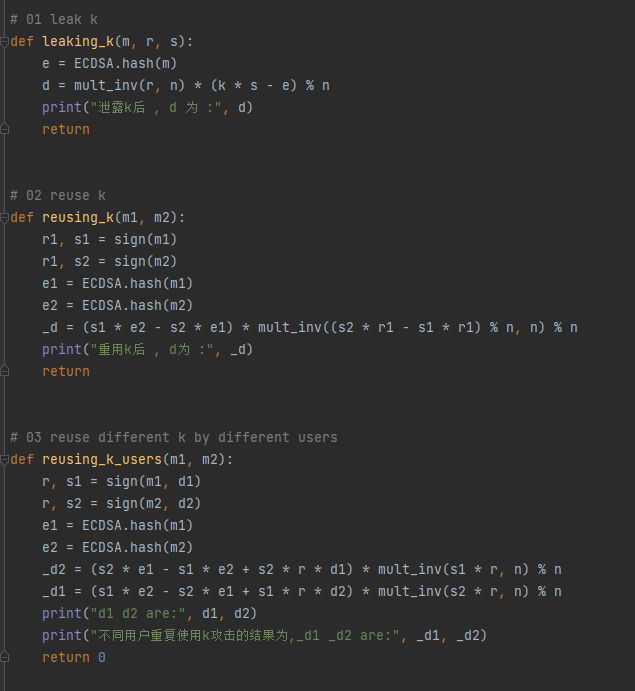 # 01 leak k
def leaking_k(m, r, s):
    e = ECDSA.hash(m)
    d = mult_inv(r, n) * (k * s - e) % n
    print("泄露k后 , d 为 :", d)
    return
# 02 reuse k
def reusing_k(m1, m2):
    r1, s1 = sign(m1)
    r1, s2 = sign(m2)
    e1 = ECDSA.hash(m1)
    e2 = ECDSA.hash(m2)
    _d = (s1 * e2 - s2 * e1) * mult_inv((s2 * r1 - s1 * r1) % n, n) % n
    print("重用k后 , d为 :", _d)
    return
# 03 reuse different k by different users
def reusing_k_users(m1, m2):
    r, s1 = sign(m1, d1)
    r, s2 = sign(m2, d2)
    e1 = ECDSA.hash(m1)
    e2 = ECDSA.hash(m2)
    _d2 = (s2 * e1 - s1 * e2 + s2 * r * d1) * mult_inv(s1 * r, n) % n
    _d1 = (s1 * e2 - s2 * e1 + s1 * r * d2) * mult_inv(s2 * r, n) % n
    print("d1 d2 are:", d1, d2)
    print("不同用户重复使用k攻击的结果为,_d1 _d2 are:", _d1, _d2)
    return 0